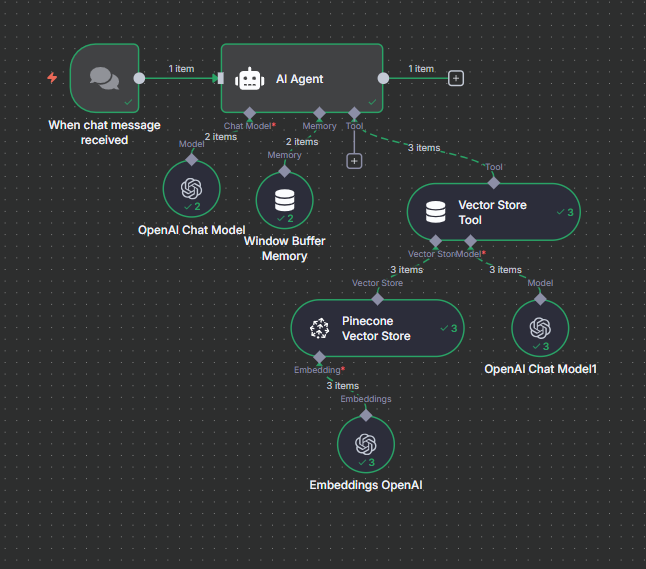 1 item
1 item
AI Agent
When chat message
received
Chat Model*
Memory
Tool
2 items
2 items
3 items
Model
Memory
Tool
2
2
OpenAI Chat Model
Window Buffer
Memory
Vector Store
Tool
3
Vector Stor
Model*
3 items
3 items
Vector Store
Model
Pinecone
Vector Store
3
3
OpenAI Chat Model1
Embedding*
3 items
Embeddings
3
Embeddings OpenAI